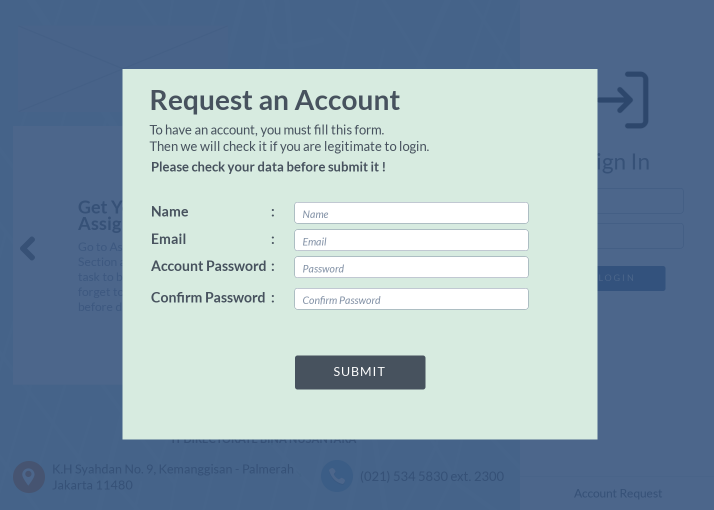 Request an Account
To have an account, you must fill this form.
Then we will check it if you are legitimate to login.
Please check your data before submit it !
Name : Name
Email : Email
Account Password : Password
Confirm Password : Confirm Password
SUBMIT
ign In
LOGIN
Get
Go to
Section
task to
forget
before
K.H Syahdan No. 9, Kemanggisan - Palmerah
Jakarta 11480
(021) 534 5830 ext. 2300
Account Request